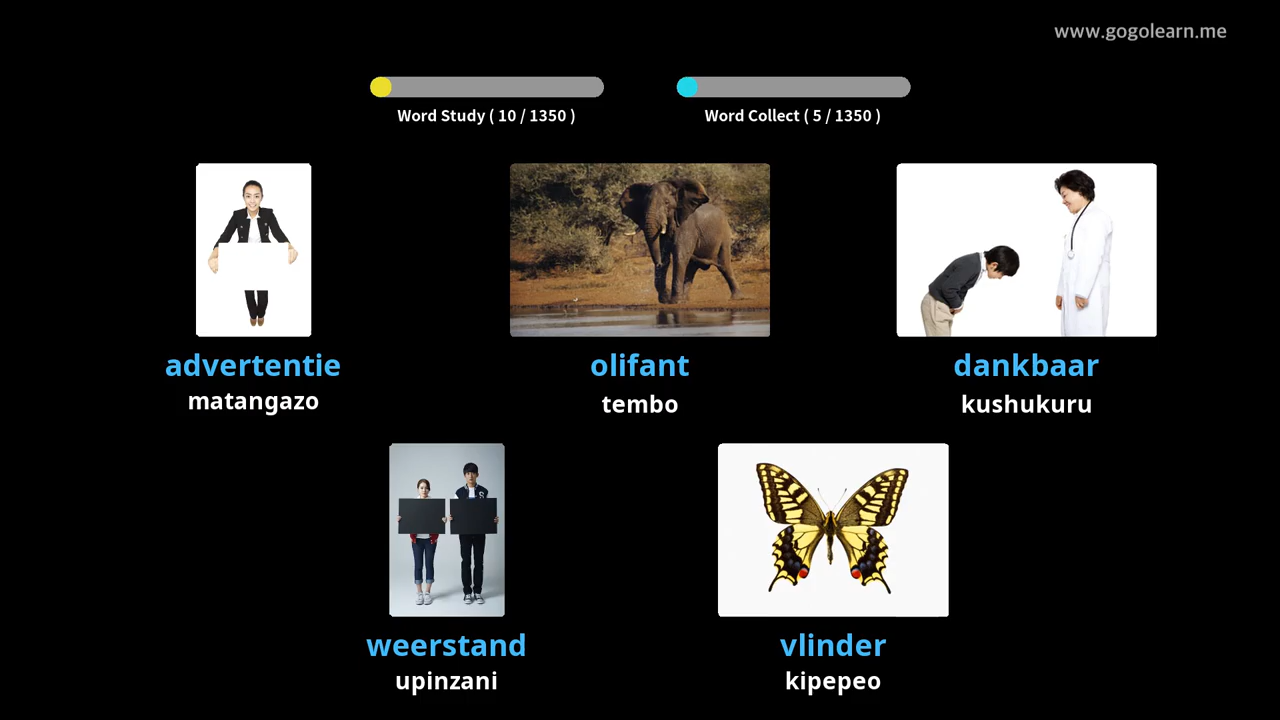 www.gogolearn.me
Word Study ( 10 / 1350 )
Word Collect ( 5 / 1350 )
advertentie
matangazo
olifant
tembo
dankbaar
kushukuru
weerstand
upinzani
vlinder
kipepeo